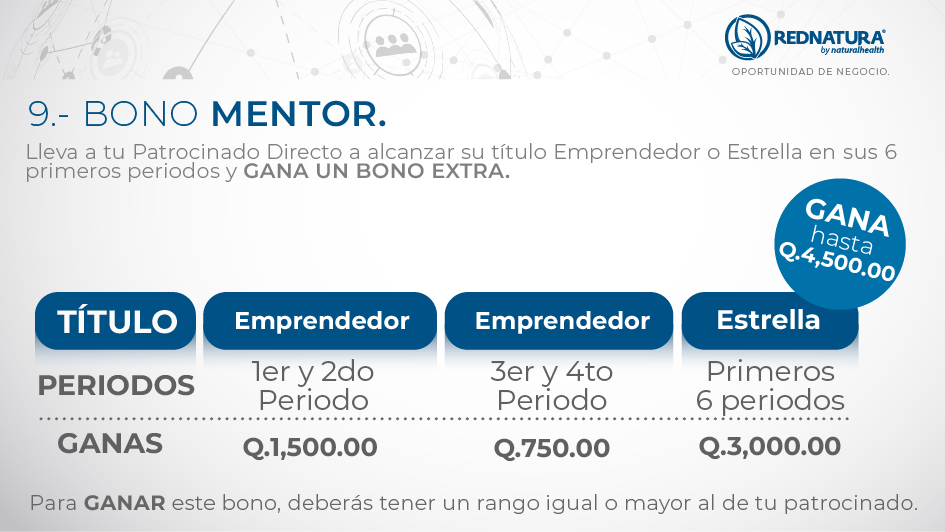 REDNATURA®
by naturalhealth
OPORTUNIDAD DE NEGOCIO.
9.- BONO MENTOR.
Lleva a tu Patrocinado Directo a alcanzar su título Emprendedor o Estrella en sus 6
primeros periodos y GANA UN BONO EXTRA.
GANA
hasta
Q.4,500.00
TÍTULO Emprendedor Emprendedor Estrella
PERIODOS 1er y 2do Periodo 3er y 4to Periodo Primeros 6 periodos
GANAS Q.1,500.00 Q.750.00 Q.3,000.00
Para GANAR este bono, deberás tener un rango igual o mayor al de tu patrocinado.